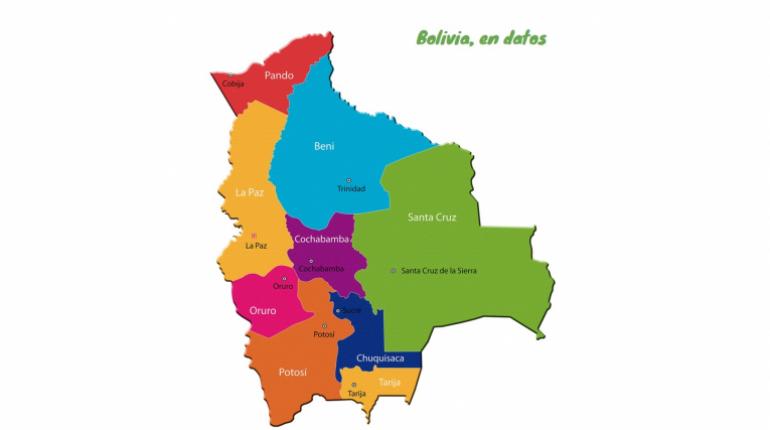 Bolivia, en datos
Pando
Cobija
Beni
Trinidad
La Paz
La Paz
Santa Cruz
Santa Cruz de la Sierra
Cochabamba
Cochabamba
Oruro
Oruro
Sucre
Potosí
Potosí
Chuquisaca
Tarija
Tarija